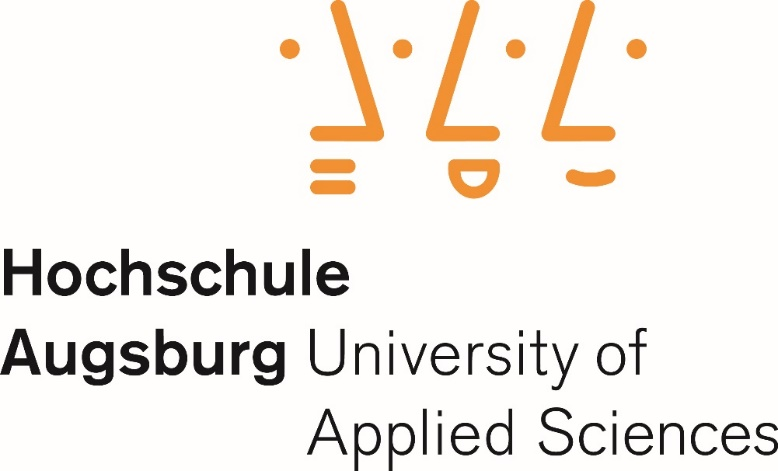 Hochschule
Augsburg University of
Applied Sciences